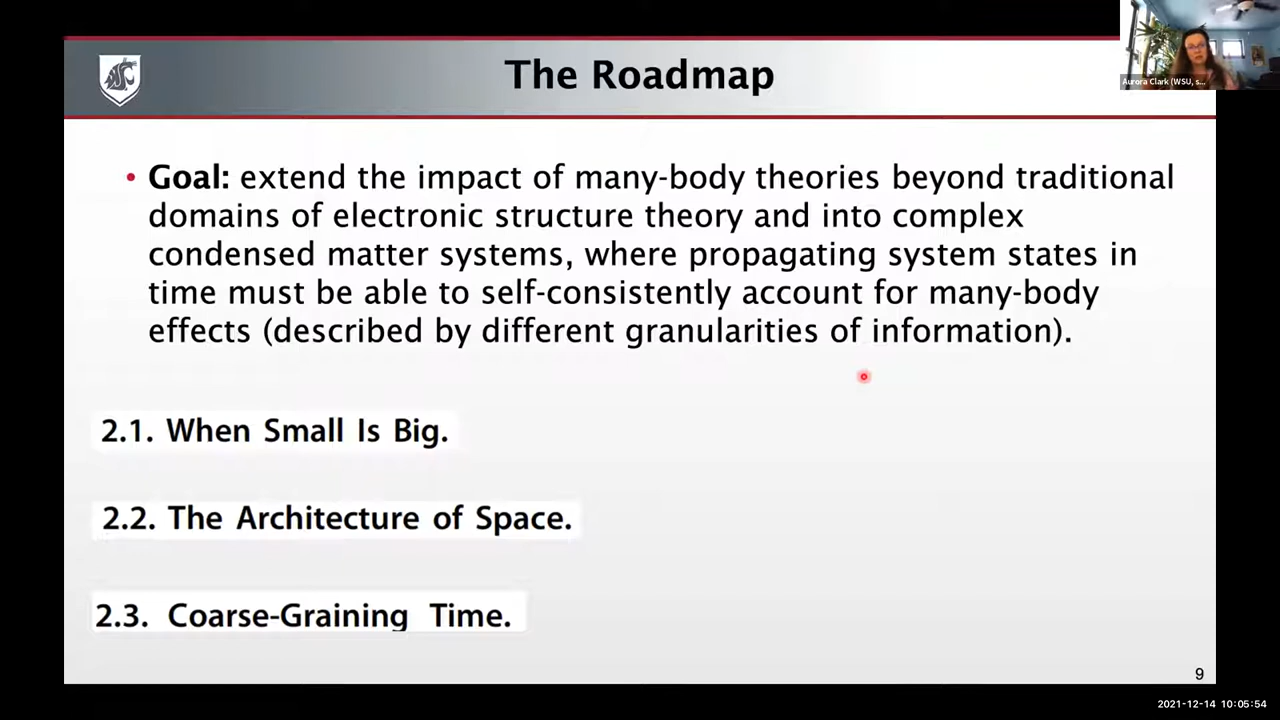 The Roadmap
Aurora Clark (WSU, s...
• Goal: extend the impact of many-body theories beyond traditional
domains of electronic structure theory and into complex
condensed matter systems, where propagating system states in
time must be able to self-consistently account for many-body
effects (described by different granularities of information).
2.1. When Small Is Big.
2.2. The Architecture of Space.
2.3. Coarse-Graining Time.
9
2021-12-14 10:05:54